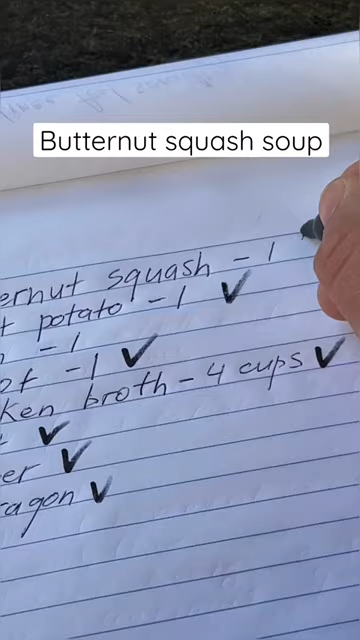 Butternut squash soup
ernut squash - 1
t potato - 1 ✓
n - 1
ot - 1 ✓
ken broth - 4 cups ✓
t ✓
er ✓
ragon ✓